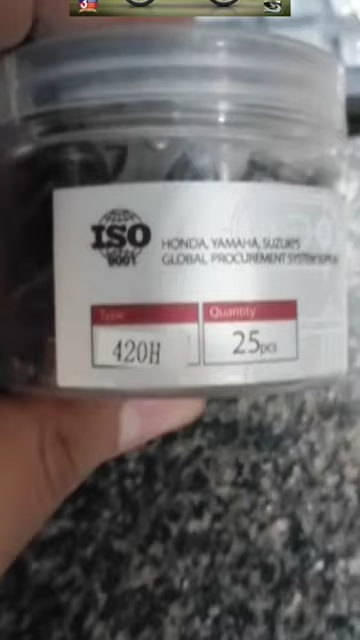 ISO
9001
HONDA, YAMAHA, SUZUKI'S
GLOBAL PROCUREMENT SYSTEM
Type
Quantity
420H
25pcs